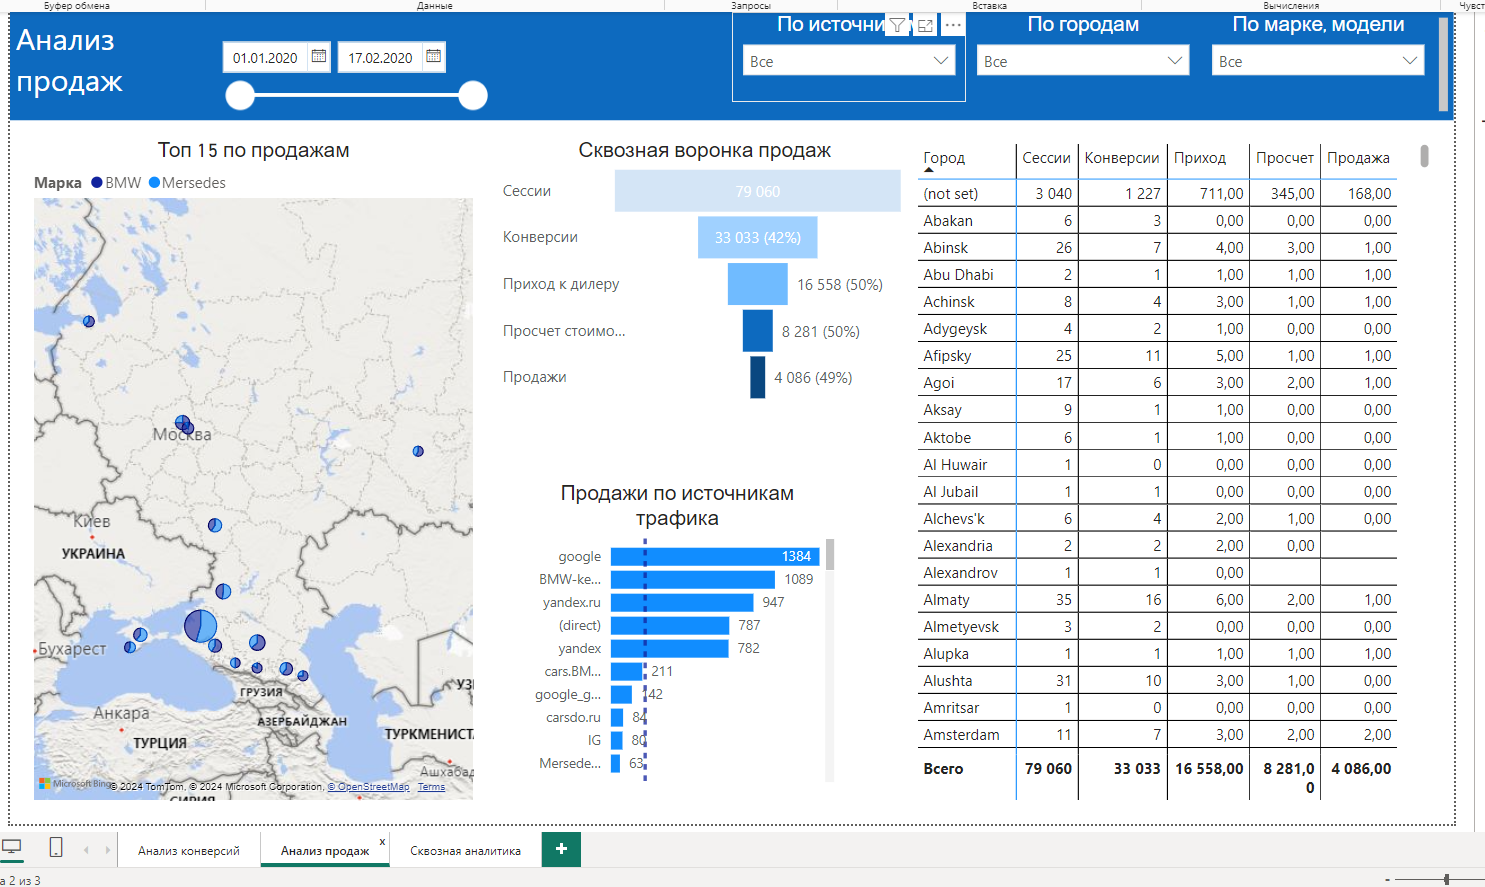 Буфер обмена
Данные
Запросы
Вставка
Вычисления
Анализ
продаж
01.01.2020
17.02.2020
По источни
Все
По городам
Все
По марке, модели
Все
Топ 15 по продажам
Марка BMW Mersedes
Москва
Киев
УКРАИНА
Бухарест
ГРУЗИЯ
Анкара
АЗЕРБАЙДЖАН
ТУРЦИЯ
ТУРКМЕНИСТ
Ашхабад
Microsoft Bing
© 2024 TomTom, © 2024 Microsoft Corporation, © OpenStreetMap Terms
Сквозная воронка продаж
Сессии 79 060
Конверсии 33 033 (42%)
Приход к дилеру 16 558 (50%)
Просчет стоимо... 8 281 (50%)
Продажи 4 086 (49%)
Продажи по источникам
трафика
google 1384
BMW-ke... 1089
yandex.ru 947
(direct) 787
yandex 782
cars.BM... 211
google_g... 142
carsdo.ru 84
IG 80
Mersede... 63
Город Сессии Конверсии Приход Просчет Продажа
(not set) 3 040 1 227 711,00 345,00 168,00
Abakan 6 3 0,00 0,00 0,00
Abinsk 26 7 4,00 3,00 1,00
Abu Dhabi 2 1 1,00 1,00 1,00
Achinsk 8 4 3,00 1,00 1,00
Adygeysk 4 2 1,00 0,00 0,00
Afipsky 25 11 5,00 1,00 1,00
Agoi 17 6 3,00 2,00 1,00
Aksay 9 1 1,00 0,00 0,00
Aktobe 6 1 1,00 0,00 0,00
Al Huwair 1 0 0,00 0,00 0,00
Al Jubail 1 1 0,00 0,00 0,00
Alchevs'k 6 4 2,00 1,00 0,00
Alexandria 2 2 2,00 0,00
Alexandrov 1 1 0,00
Almaty 35 16 6,00 2,00 1,00
Almetyevsk 3 2 0,00 0,00 0,00
Alupka 1 1 1,00 1,00 1,00
Alushta 31 10 3,00 1,00 0,00
Amritsar 1 0 0,00 0,00 0,00
Amsterdam 11 7 3,00 2,00 2,00
Всего 79 060 33 033 16 558,00 8 281,0 4 086,00
0
Анализ конверсий
Анализ продаж
x
Сквозная аналитика
+
а 2 из 3